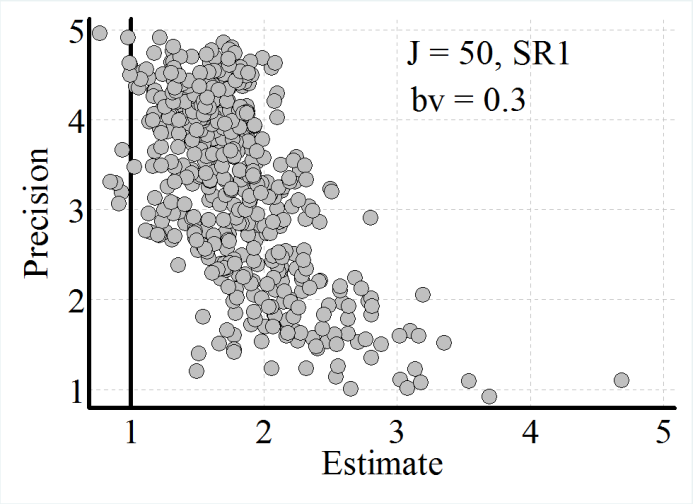 J = 50, SR1
bv = 0.3
Precision
5
4
3
2
1
1 2 3 4 5
Estimate